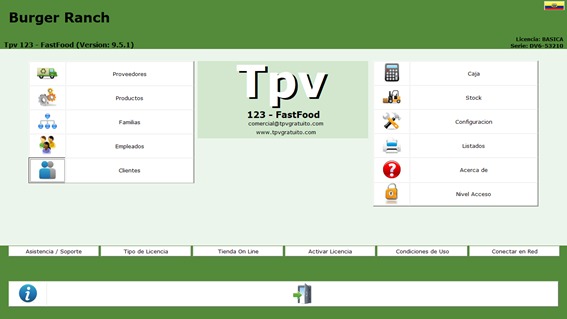 Burger Ranch
Tpv 123 - FastFood (Version: 9.5.1)
Licencia: BASICA
Serie: DV6-53210
Proveedores
Productos
Familias
Empleados
Clientes
Tpv
123 - FastFood
comercial@tpvgratuito.com
www.tpvgratuito.com
Caja
Stock
Configuracion
Listados
Acerca de
Nivel Acceso
Asistencia / Soporte
Tipo de Licencia
Tienda On Line
Activar Licencia
Condiciones de Uso
Conectar en Red